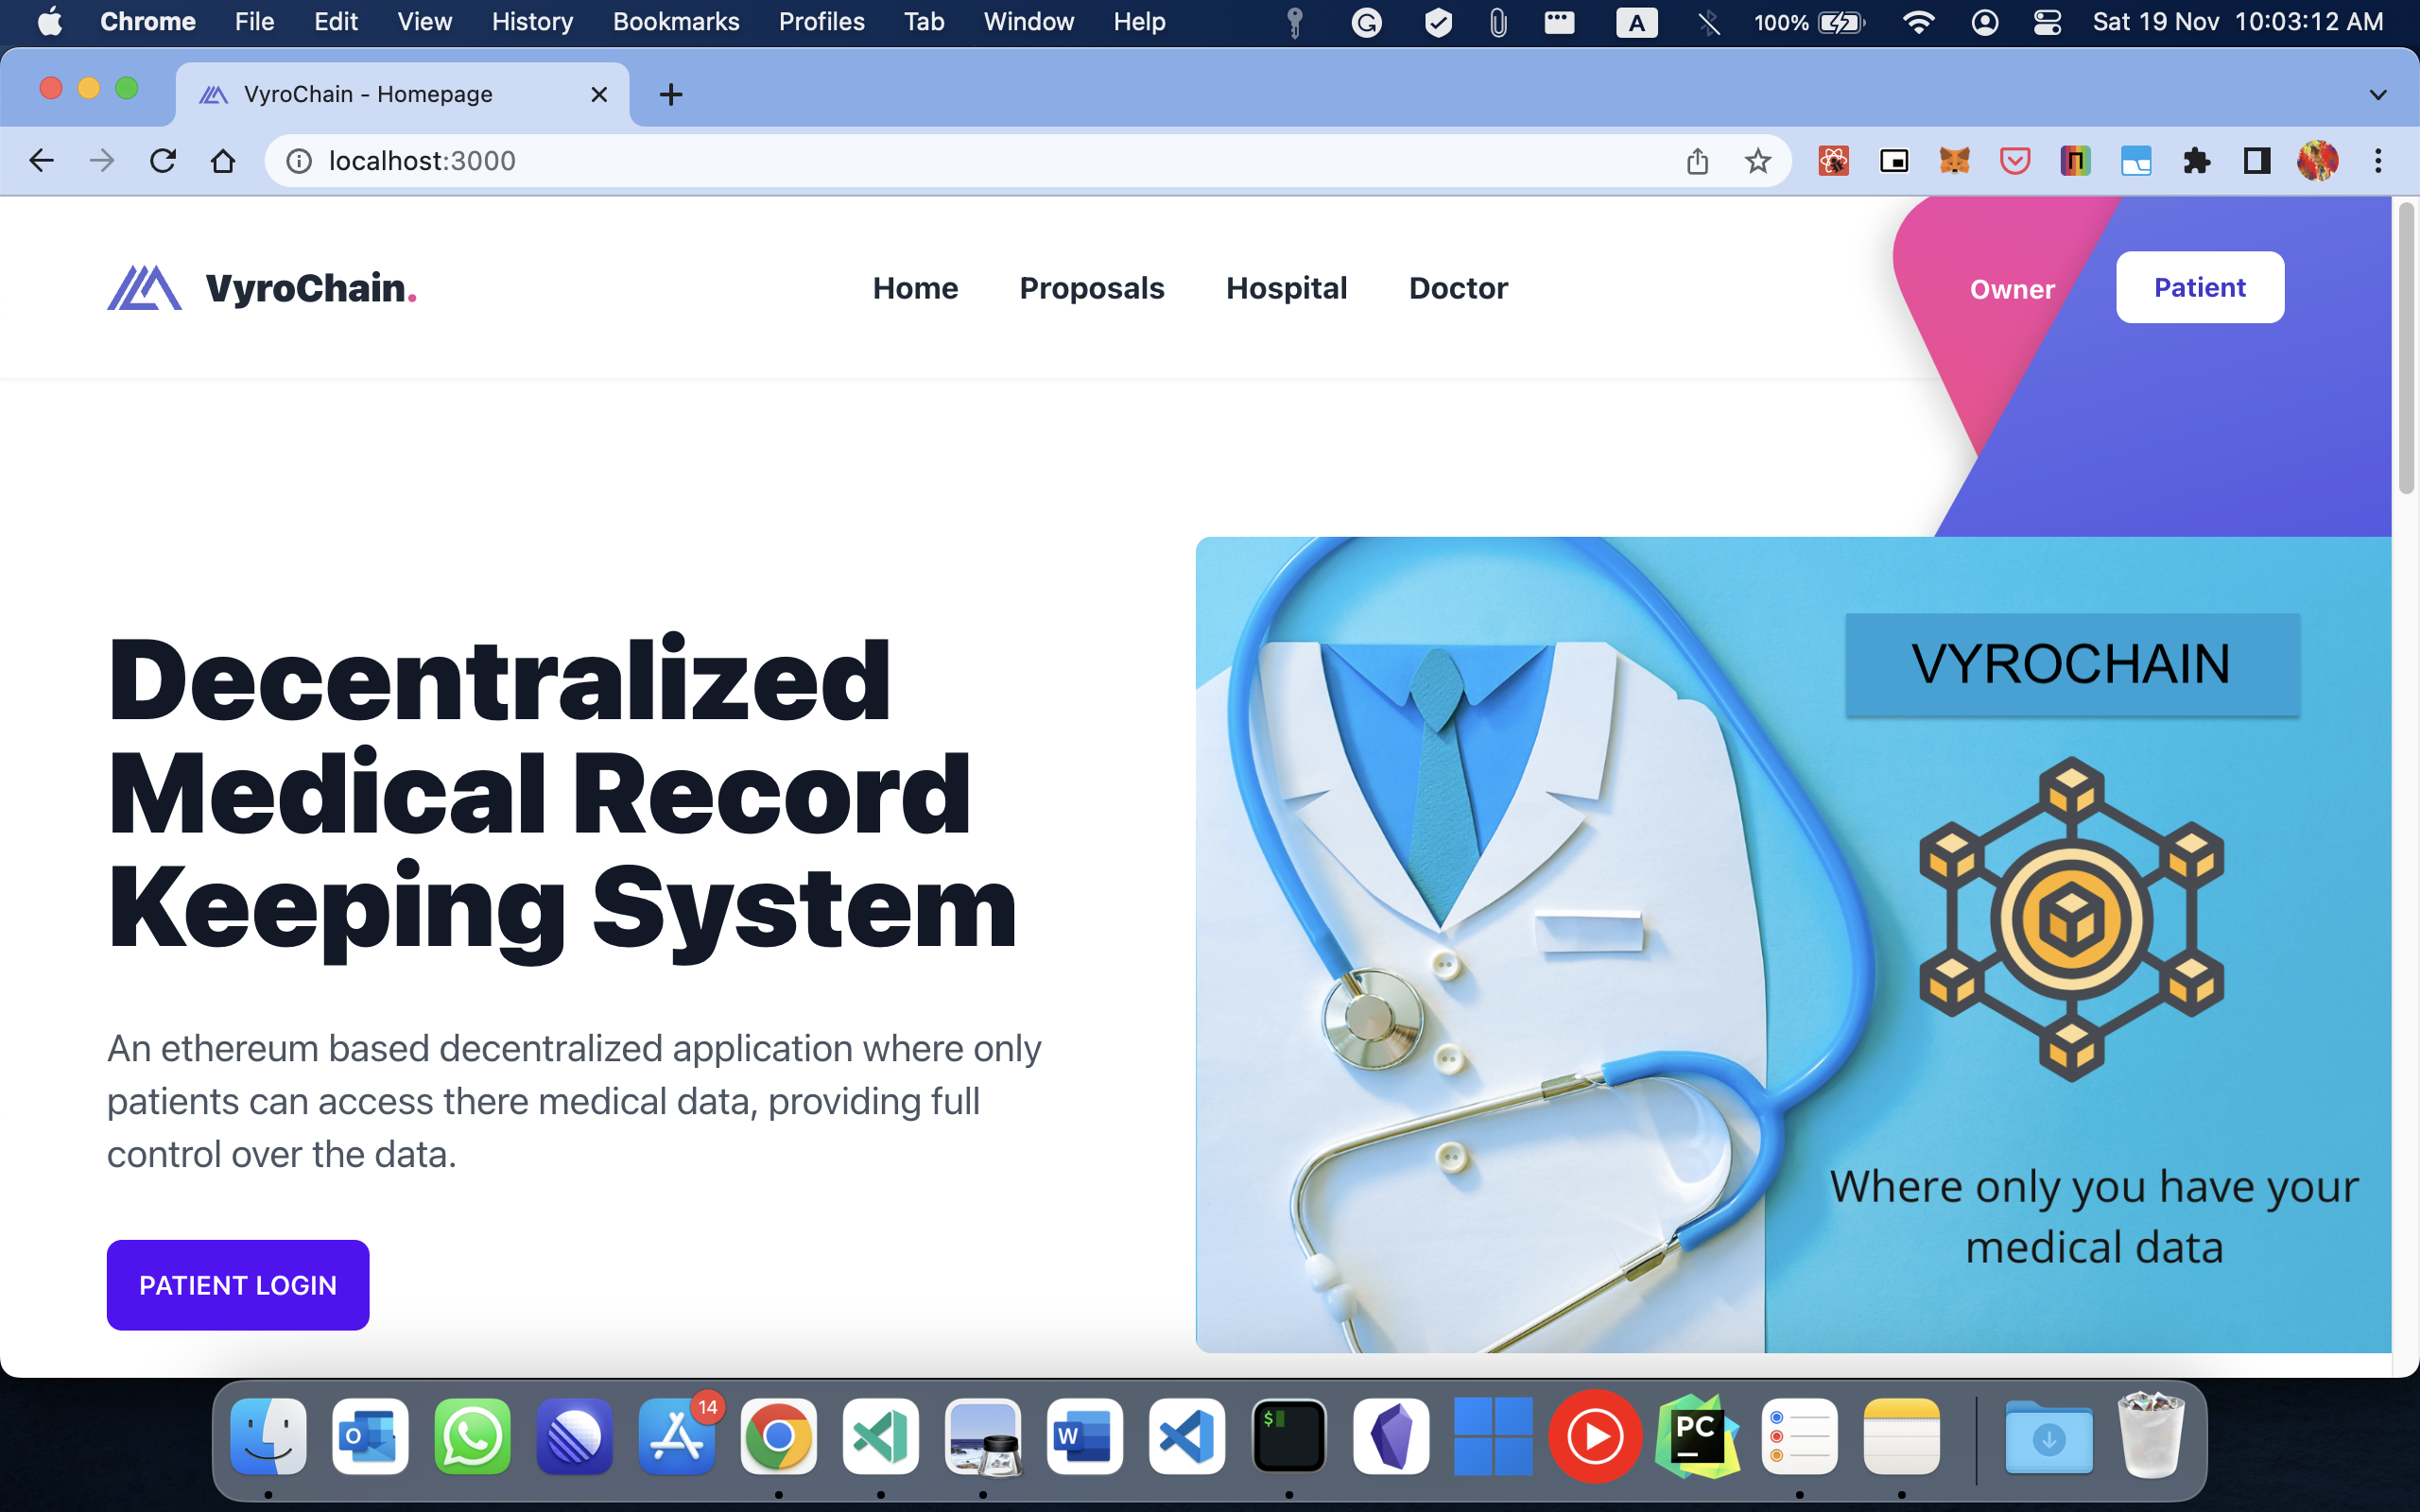 Chrome File Edit View History Bookmarks Profiles Tab Window Help
A
100%
Sat 19 Nov 10:03:12 AM
VyroChain - Homepage
localhost:3000
VyroChain.
Home Proposals Hospital Doctor
Owner
Patient
Decentralized
Medical Record
Keeping System
An ethereum based decentralized application where only
patients can access there medical data, providing full
control over the data.
PATIENT LOGIN
VYROCHAIN
Where only you have your
medical data
14
O
W
$
PC